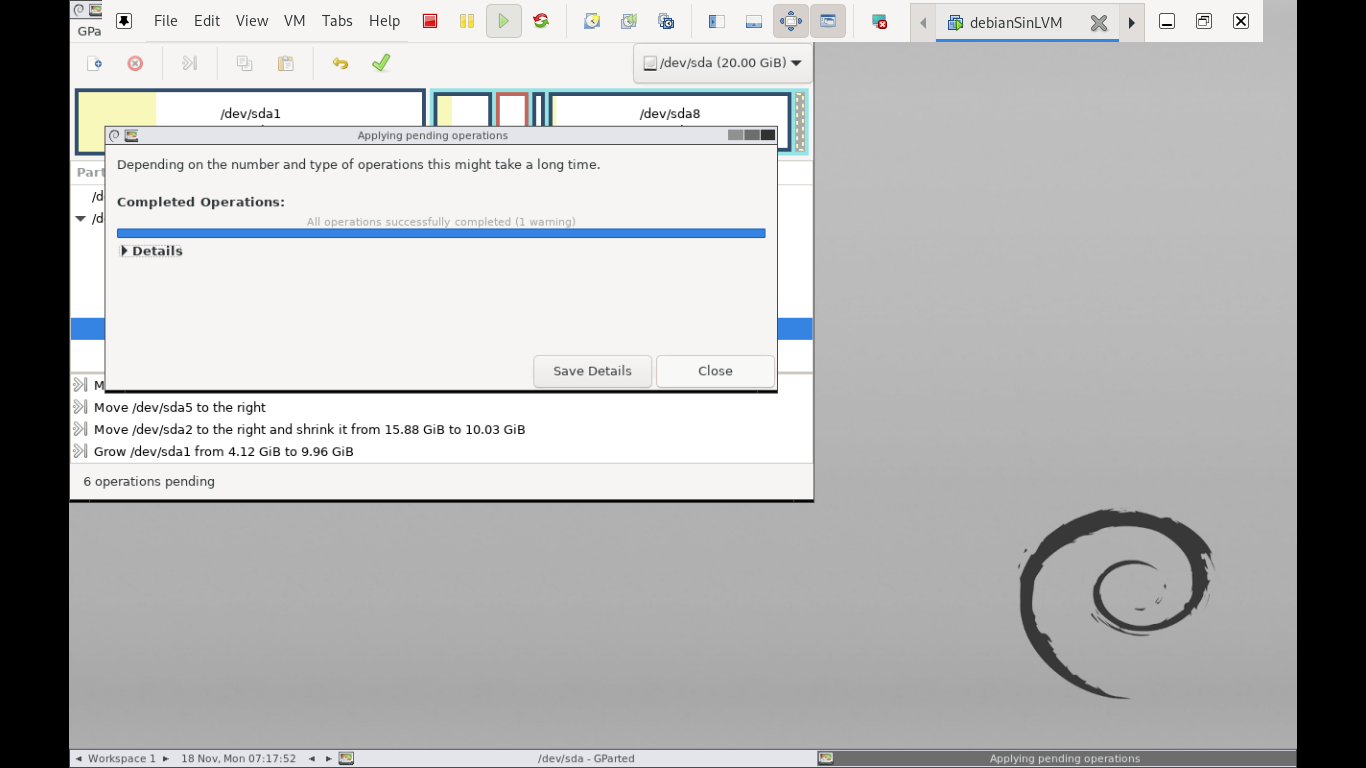 GPa
File Edit View VM Tabs Help
debianSinLVM
/dev/sda (20.00 GiB)
/dev/sda1
/dev/sda8
Applying pending operations
Depending on the number and type of operations this might take a long time.
Part
/d
/d
Completed Operations:
All operations successfully completed (1 warning)
Details
Save Details
Close
M
Move /dev/sda5 to the right
Move /dev/sda2 to the right and shrink it from 15.88 GiB to 10.03 GiB
Grow /dev/sda1 from 4.12 GiB to 9.96 GiB
6 operations pending
Workspace 1
18 Nov, Mon 07:17:52
/dev/sda - GParted
Applying pending operations